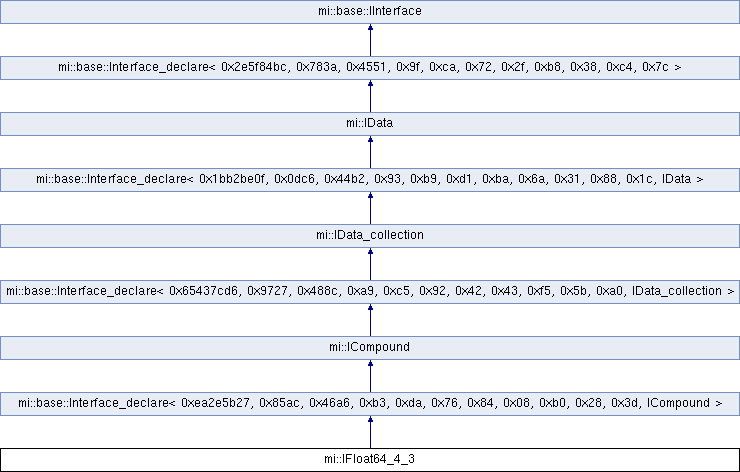 mi::base::IInterface
mi::base::Interface_declare< 0x2e5f84bc, 0x783a, 0x4551, 0x9f, 0xca, 0x72, 0x2f, 0xb8, 0x38, 0xc4, 0x7c >
mi::IData
mi::base::Interface_declare< 0x1bb2be0f, 0x0dc6, 0x44b2, 0x93, 0xb9, 0xd1, 0xba, 0x6a, 0x31, 0x88, 0x1c, IData >
mi::IData_collection
mi::base::Interface_declare< 0x65437cd6, 0x9727, 0x488c, 0xa9, 0xc5, 0x92, 0x42, 0x43, 0xf5, 0x5b, 0xa0, IData_collection >
mi::ICompound
mi::base::Interface_declare< 0xea2e5b27, 0x85ac, 0x46a6, 0xb3, 0xda, 0x76, 0x84, 0x08, 0xb0, 0x28, 0x3d, ICompound >
mi::IFloat64_4_3